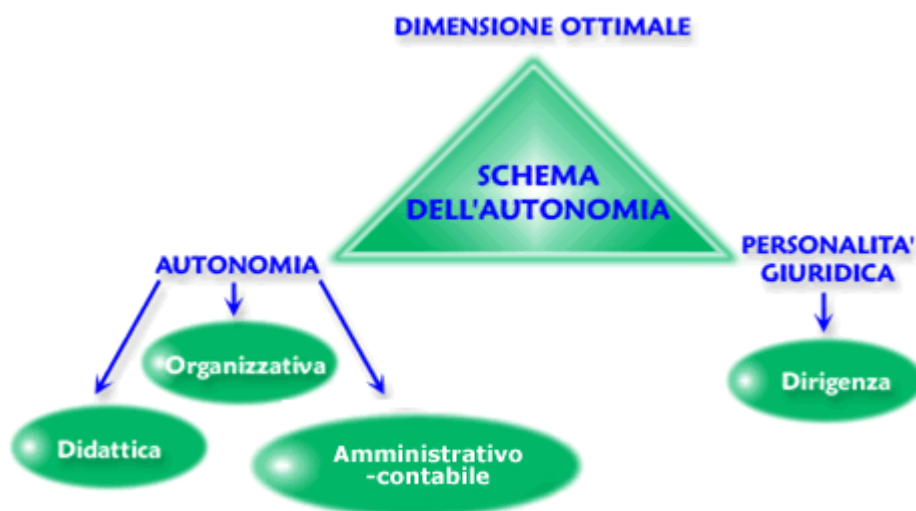 DIMENSIONE OTTIMALE
SCHEMA
DELL'AUTONOMIA
PERSONALITA'
GIURIDICA
AUTONOMIA
Organizzativa
Dirigenza
Didattica
Amministrativo
-contabile